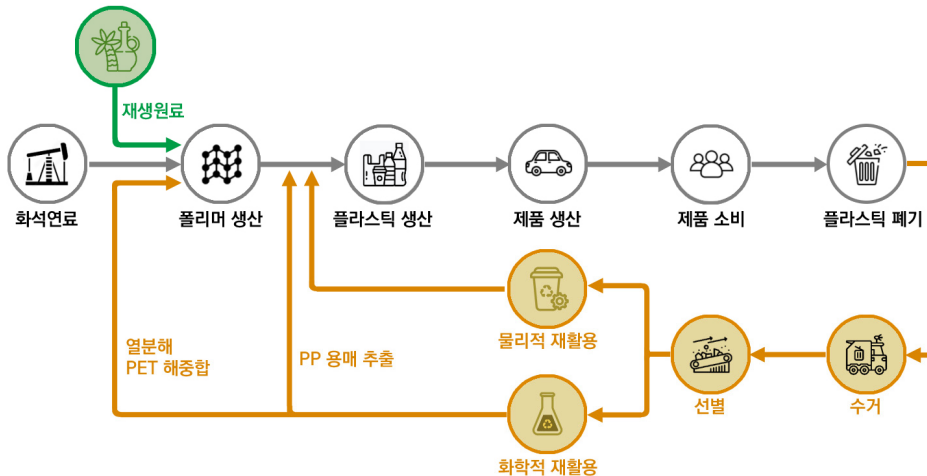 재생원료
화석연료
폴리머 생산
플라스틱 생산
제품 생산
제품 소비
플라스틱 폐기
열분해
PET 해중합
PP 용매 추출
물리적 재활용
선별
수거
화학적 재활용